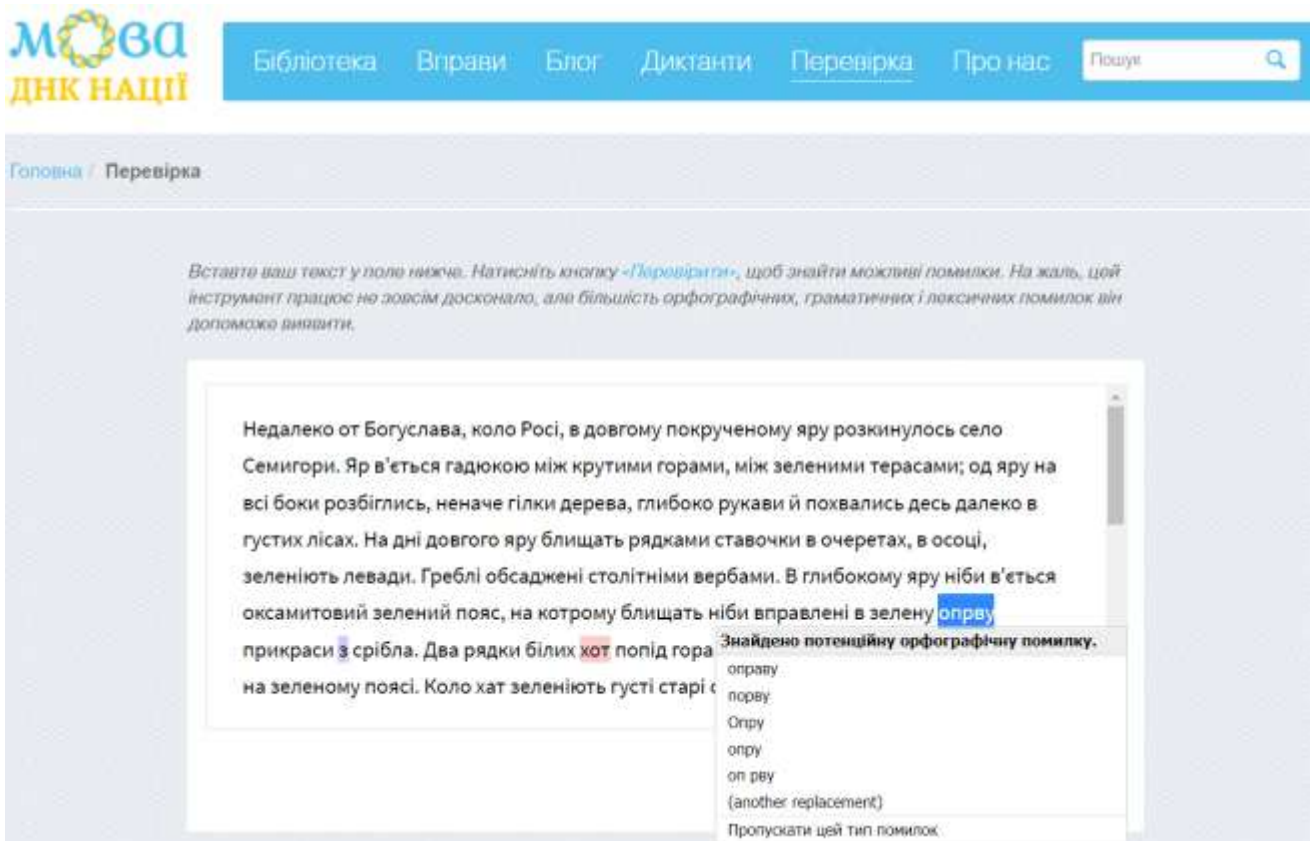 мова
ДНК НАЦІЇ
Бібліотека Вправи Блог Диктанти Перевірка Про нас Пошук
Головна / Перевірка
Вставте ваш текст у поле нижче. Натисніть кнопку «Перевірити», щоб знайти можливі помилки. На жаль, цей
інструмент працює не зовсім досконало, але більшість орфографічних, граматичних і лексичних помилок він
допоможе виявити.
Недалеко от Богуслава, коло Росі, в довгому покрученому яру розкинулось село
Семигори. Яр в'ється гадюкою між крутими горами, між зеленими терасами; од яру на
всі боки розбіглись, неначе гілки дерева, глибоко рукави й похвались десь далеко в
густих лісах. На дні довгого яру блищать рядками ставочки в очеретах, в осоці,
зеленіють левади. Греблі обсаджені столітніми вербами. В глибокому яру ніби в'ється
оксамитовий зелений пояс, на котрому блищать ніби вправлені в зелену опрву
прикраси з срібла. Два рядки білих хот попід гора
на зеленому поясі. Коло хат зеленіють густі старі
Знайдено потенційну орфографічну помилку.
оправу
порву
Опру
опру
оп рву
(another replacement)
Пропускати цей тип помилок